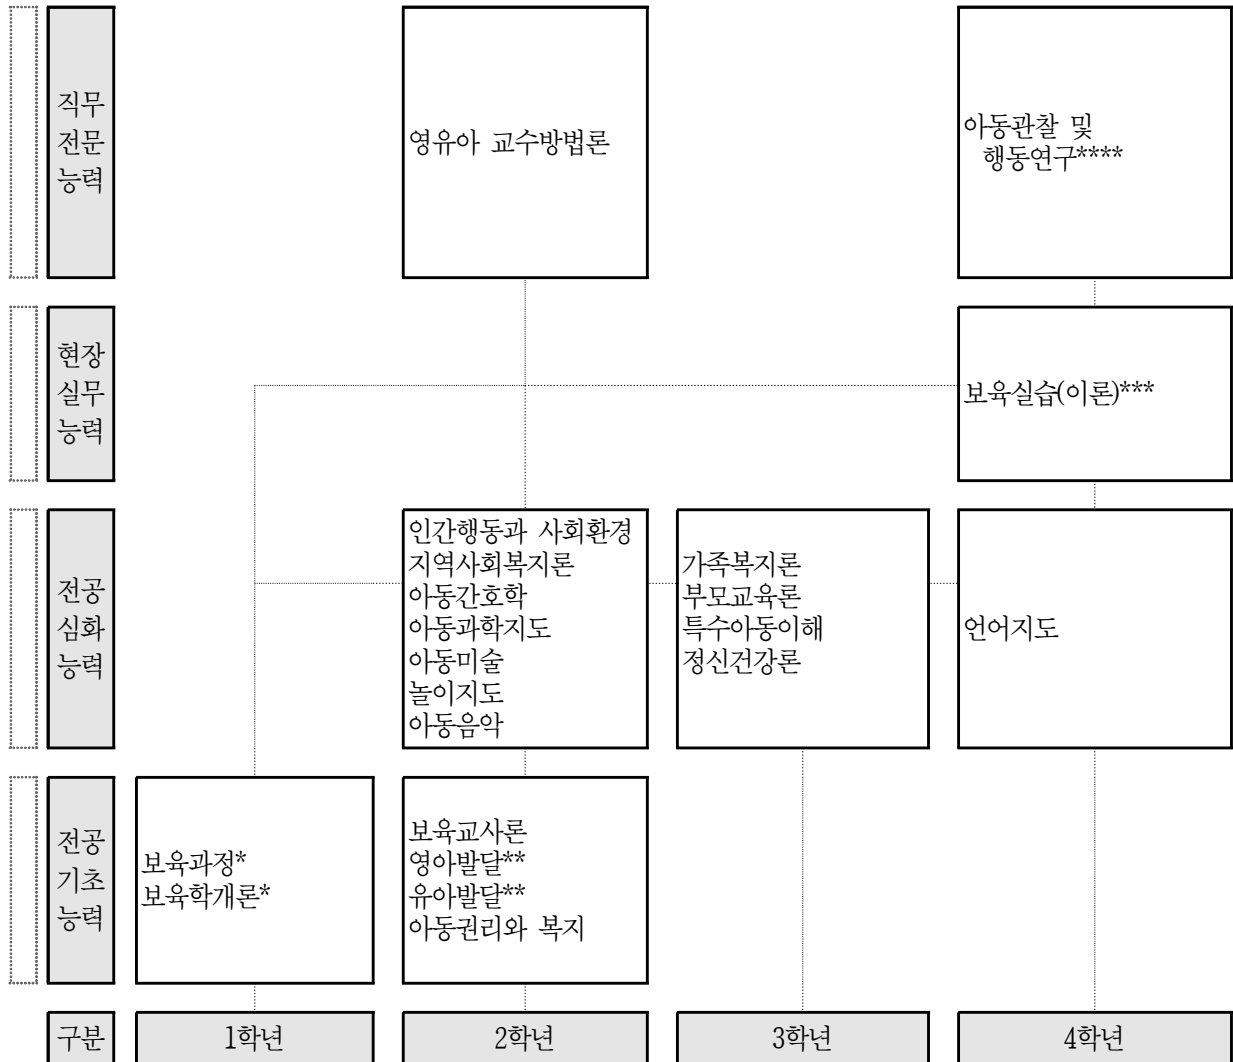 직무
전문
능력
영유아 교수방법론
아동관찰 및
행동연구****
현장
실무
능력
보육실습(이론)***
전공
심화
능력
인간행동과 사회환경
지역사회복지론
아동간호학
아동과학지도
아동미술
놀이지도
아동음악
가족복지론
부모교육론
특수아동이해
정신건강론
언어지도
전공
기초
능력
보육과정*
보육학개론*
보육교사론
영아발달**
유아발달**
아동권리와 복지
구분
1학년
2학년
3학년
4학년